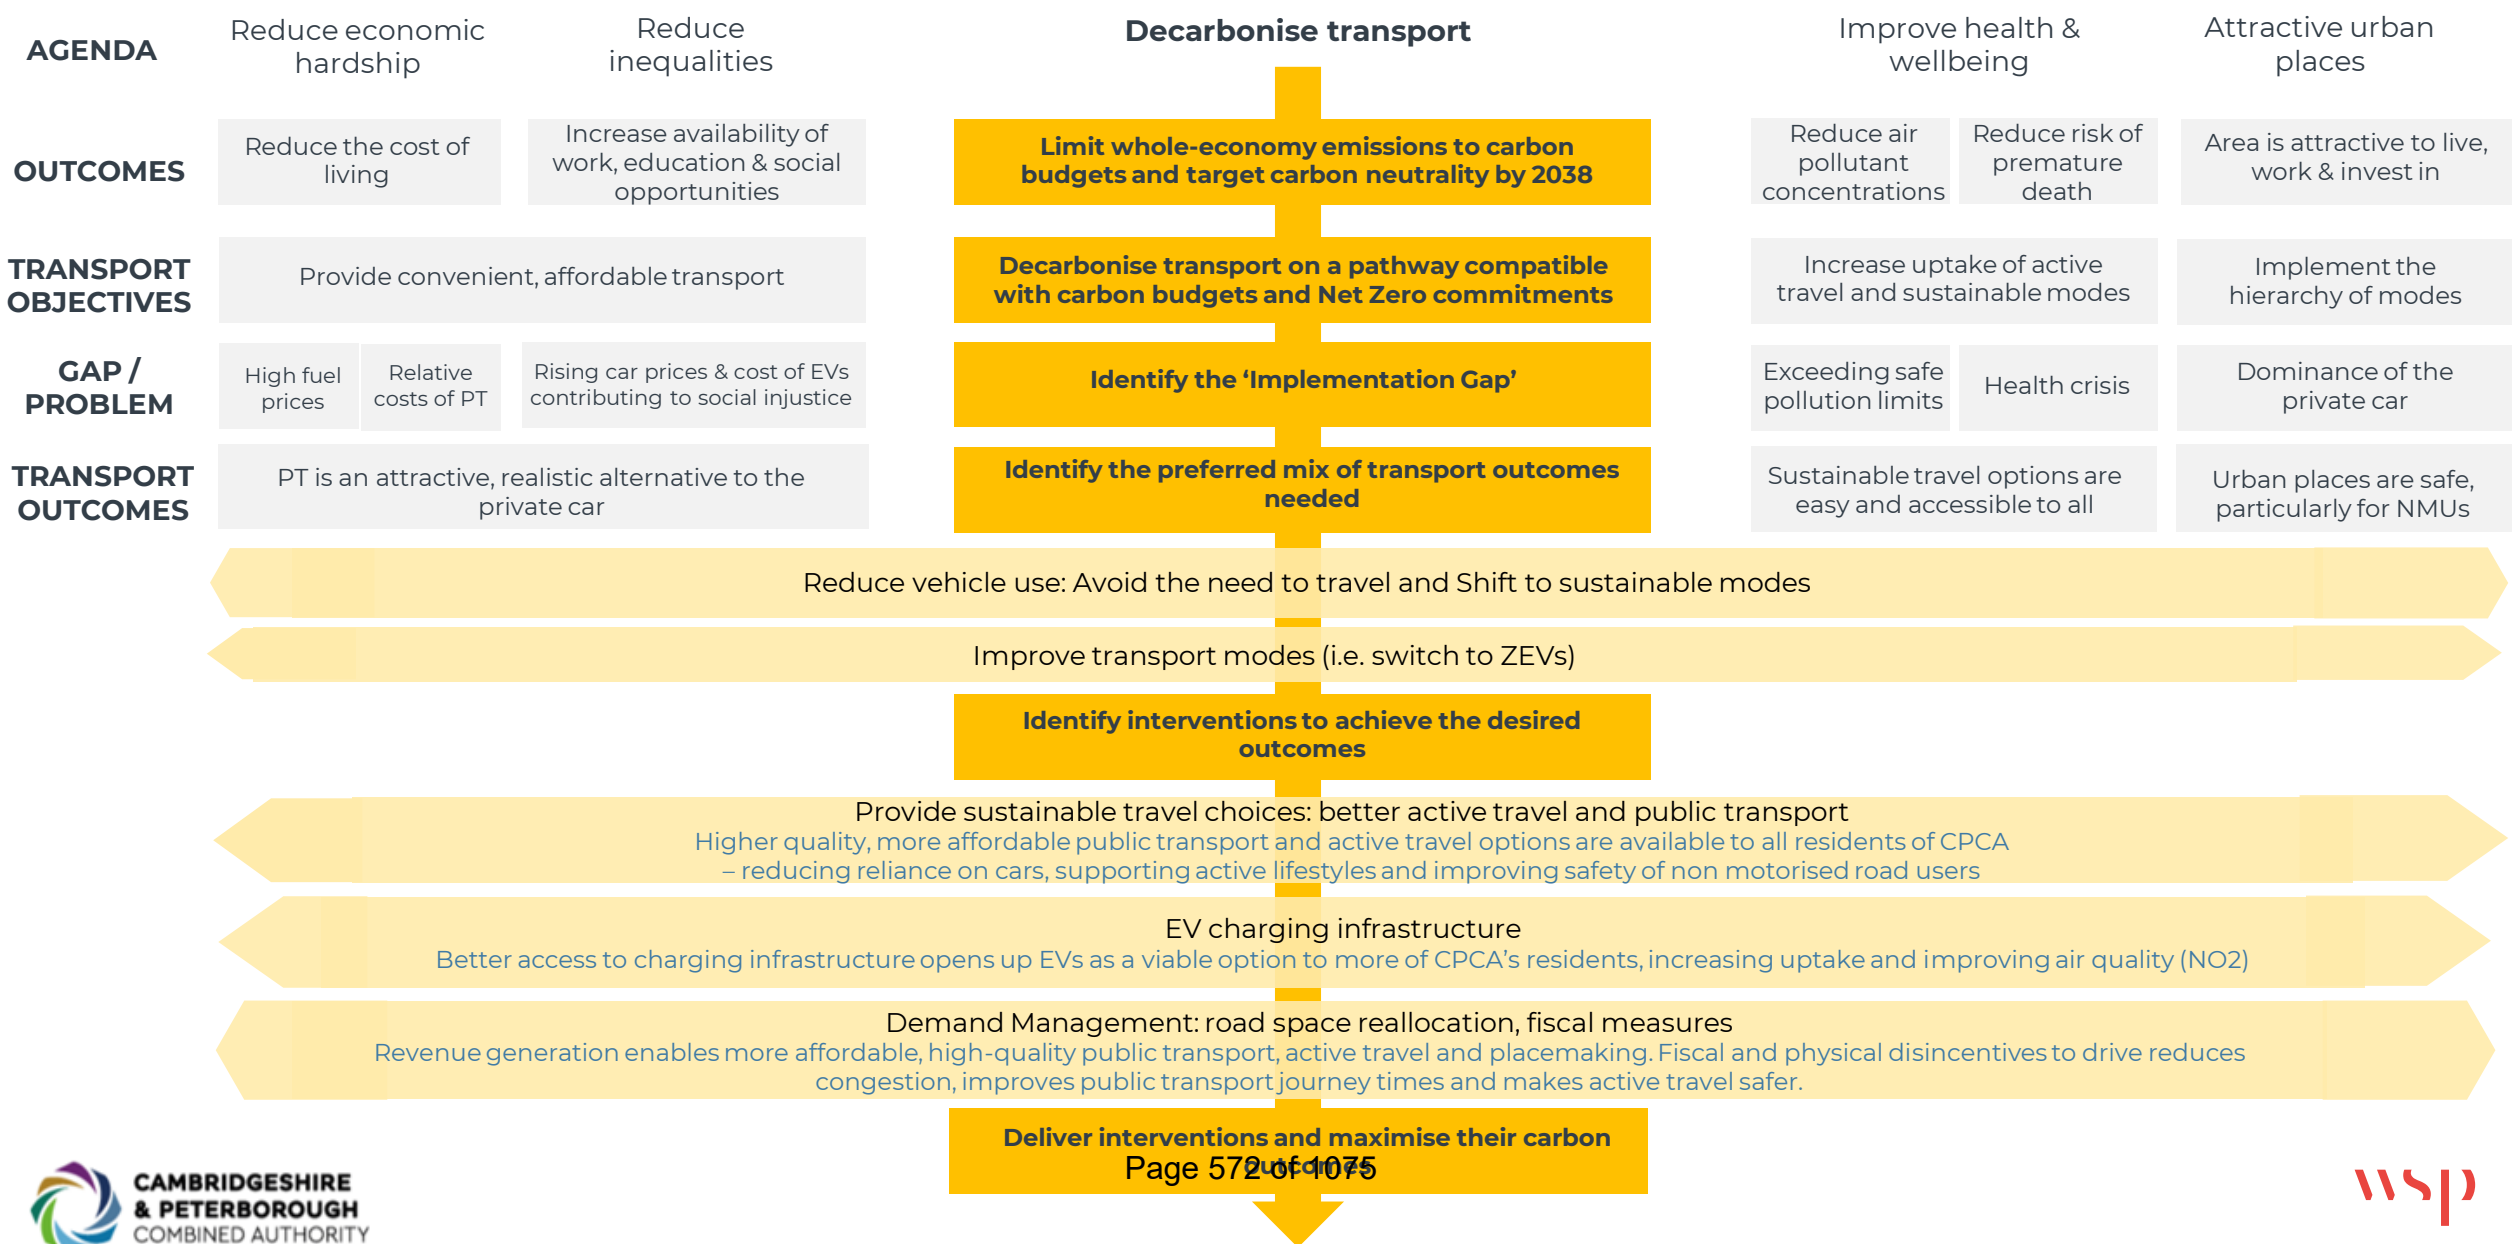 AGENDA
Reduce economic
hardship
Reduce
inequalities
Decarbonise transport
Improve health &
wellbeing
Attractive urban
places
OUTCOMES
Reduce the cost of
living
Increase availability of
work, education & social
opportunities
Limit whole-economy emissions to carbon
budgets and target carbon neutrality by 2038
Reduce air
pollutant
concentrations
Reduce risk of
premature
death
Area is attractive to live,
work & invest in
TRANSPORT
OBJECTIVES
Provide convenient, affordable transport
Decarbonise transport on a pathway compatible
with carbon budgets and Net Zero commitments
Increase uptake of active
travel and sustainable modes
Implement the
hierarchy of modes
GAP /
PROBLEM
High fuel
prices
Relative
costs of PT
Rising car prices & cost of EVs
contributing to social injustice
Identify the ‘Implementation Gap’
Exceeding safe
pollution limits
Health crisis
Dominance of the
private car
TRANSPORT
OUTCOMES
PT is an attractive, realistic alternative to the
private car
Identify the preferred mix of transport outcomes
needed
Sustainable travel options are
easy and accessible to all
Urban places are safe,
particularly for NMUs
Reduce vehicle use: Avoid the need to travel and Shift to sustainable modes
Improve transport modes (i.e. switch to ZEVs)
Identify interventions to achieve the desired
outcomes
Provide sustainable travel choices: better active travel and public transport
Higher quality, more affordable public transport and active travel options are available to all residents of CPCA
– reducing reliance on cars, supporting active lifestyles and improving safety of non motorised road users
EV charging infrastructure
Better access to charging infrastructure opens up EVs as a viable option to more of CPCA’s residents, increasing uptake and improving air quality (NO2)
Demand Management: road space reallocation, fiscal measures
Revenue generation enables more affordable, high-quality public transport, active travel and placemaking. Fiscal and physical disincentives to drive reduces
congestion, improves public transport journey times and makes active travel safer.
Deliver interventions and maximise their carbon
outcomes
Page 572 of 1075
CAMBRIDGESHIRE
& PETERBOROUGH
COMBINED AUTHORITY
wsp